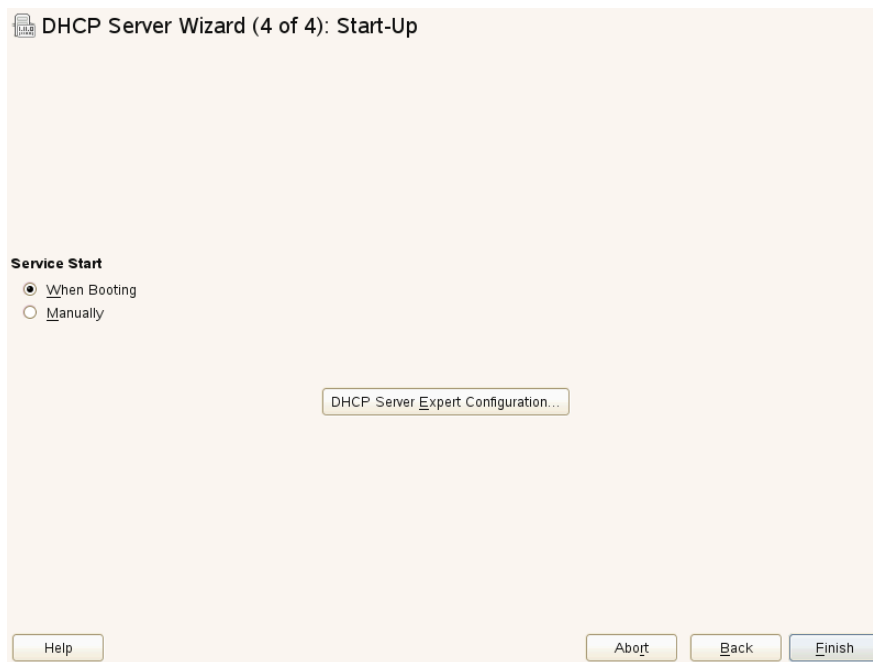 DHCP Server Wizard (4 of 4): Start-Up
Service Start
When Booting
Manually
DHCP Server Expert Configuration...
Help
Abort
Back
Finish